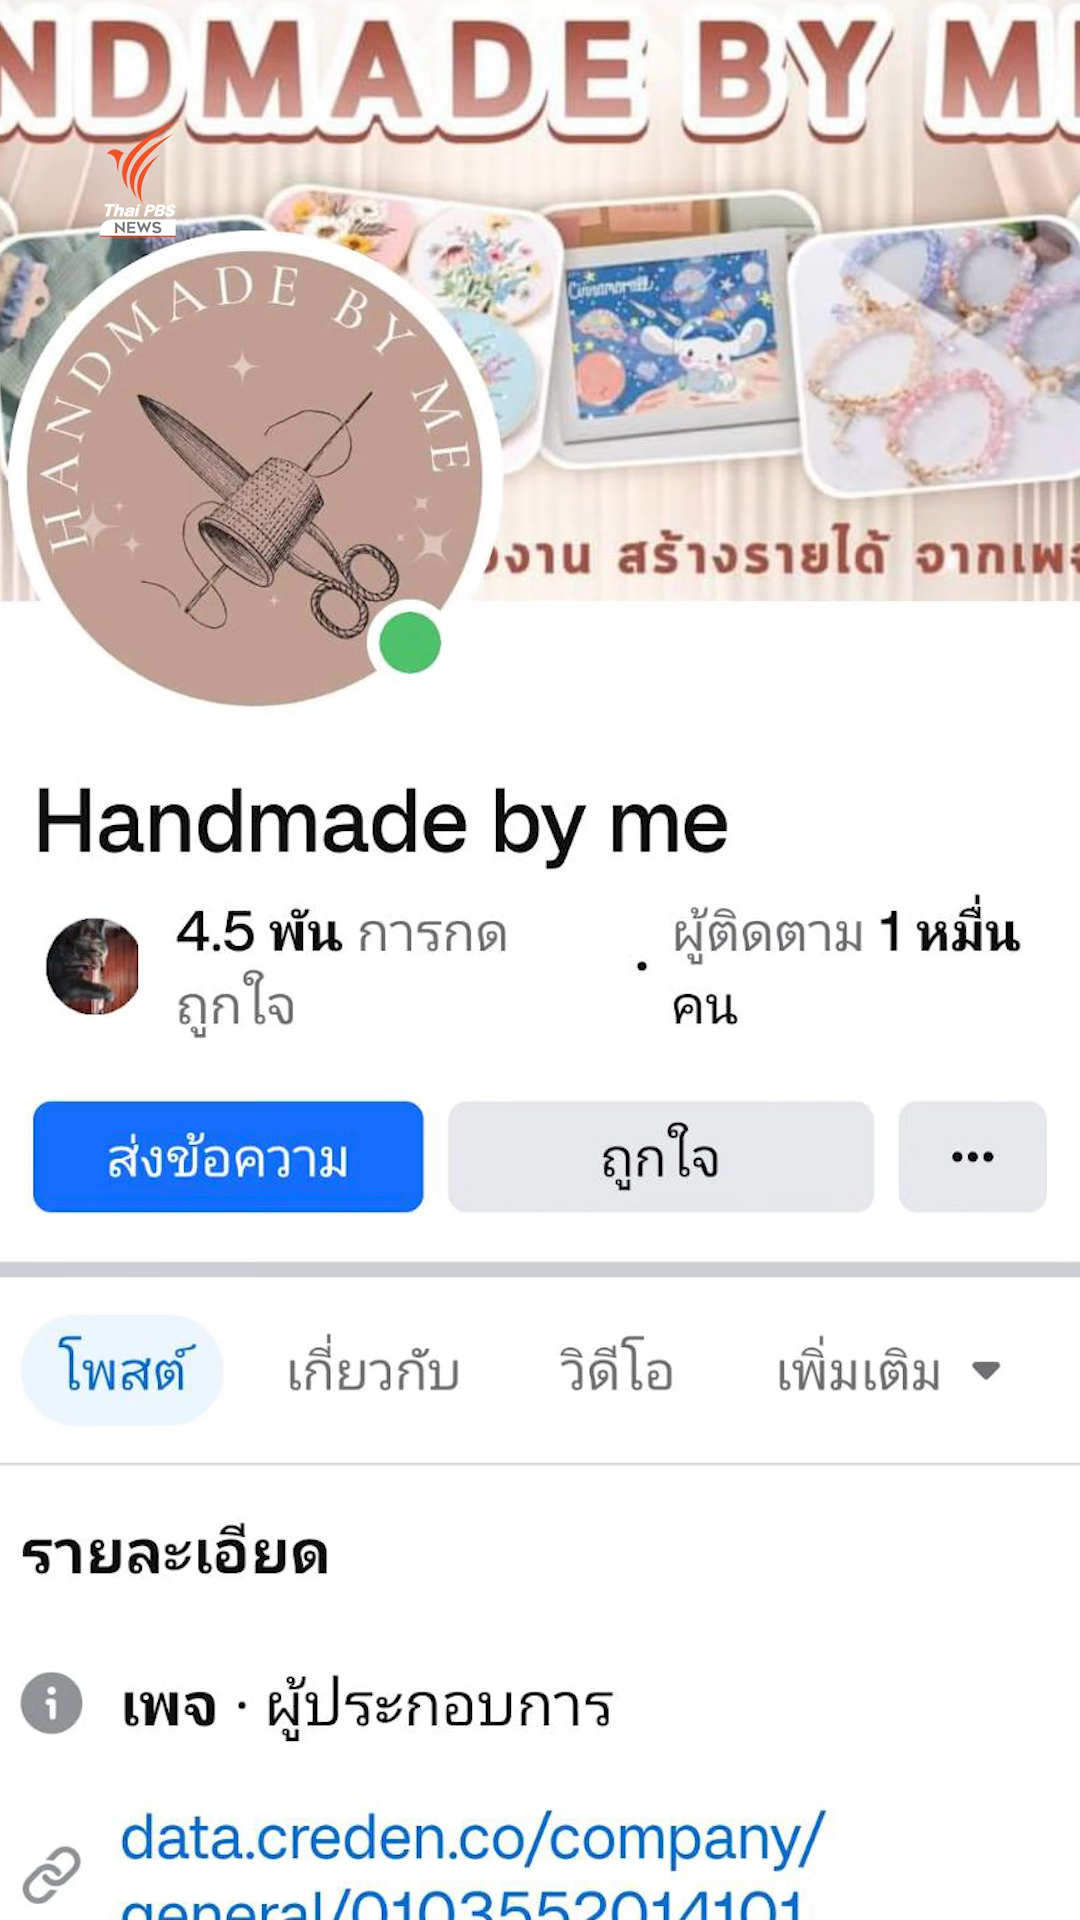 NDMADE BY M
Thai PBS
NEWS
HANDMADE BY ME
Cinnamoroll
งาน สร้างรายได้ จากเพจ
Handmade by me
4.5 พัน การกด
ถูกใจ
·
ผู้ติดตาม 1 หมื่น
คน
ส่งข้อความ
ถูกใจ
•••
โพสต์
เกี่ยวกับ
วิดีโอ
เพิ่มเติม
รายละเอียด
เพจ · ผู้ประกอบการ
data.creden.co/company/
general/0103552014101